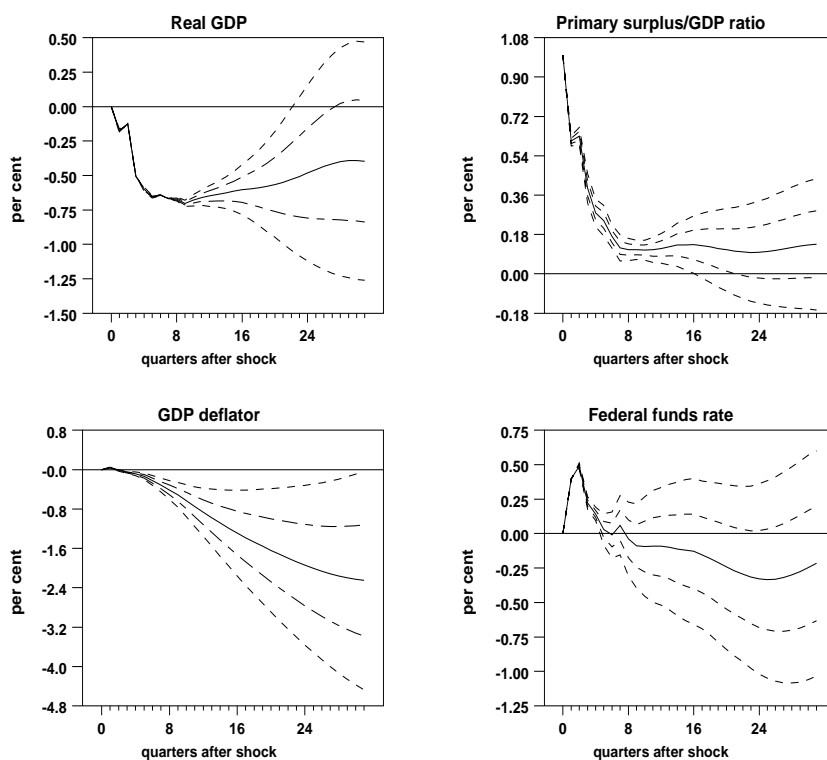 Real GDP
per cent
0.50
0.25
0.00
-0.25
-0.50
-0.75
-1.00
-1.25
-1.50
0 8 16 24
quarters after shock
Primary surplus/GDP ratio
per cent
1.08
0.90
0.72
0.54
0.36
0.18
0.00
-0.18
0 8 16 24
quarters after shock
GDP deflator
per cent
0.8
-0.0
-0.8
-1.6
-2.4
-3.2
-4.0
-4.8
0 8 16 24
quarters after shock
Federal funds rate
per cent
0.75
0.50
0.25
0.00
-0.25
-0.50
-0.75
-1.00
-1.25
0 8 16 24
quarters after shock